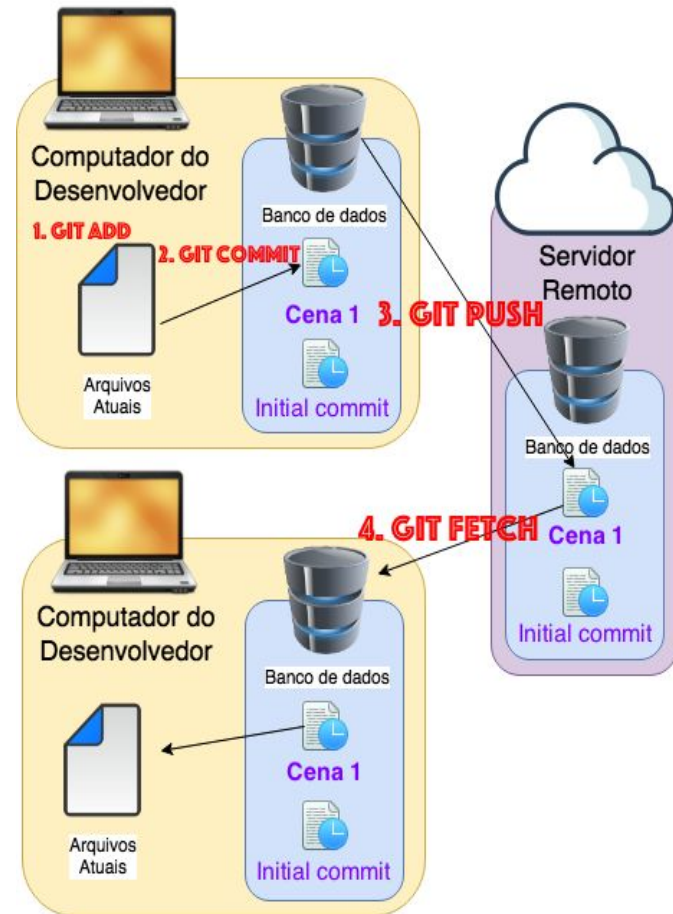 Computador do
Desenvolvedor
Banco de dados
1. GIT ADD
2. GIT COMMIT
Cena 1
Arquivos
Atuais
Initial commit
3. GIT PUSH
Servidor
Remoto
Banco de dados
Cena 1
Initial commit
4. GIT FETCH
Computador do
Desenvolvedor
Banco de dados
Cena 1
Arquivos
Atuais
Initial commit